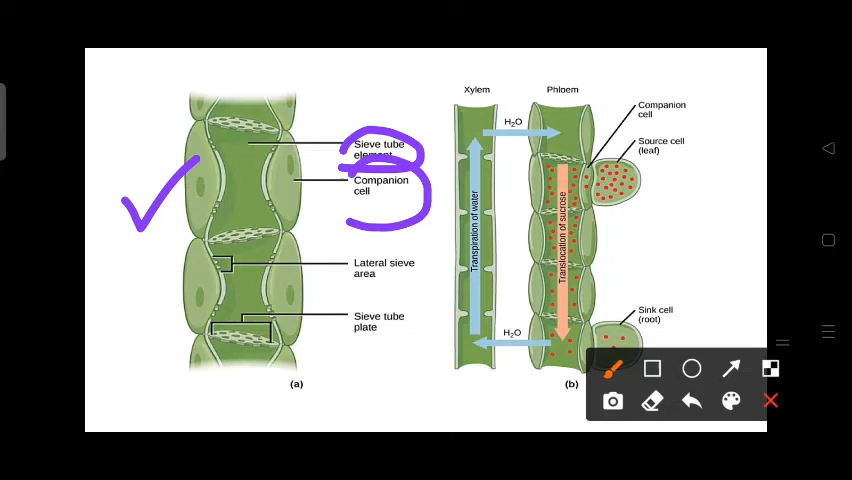 Sieve tube
element
Companion
cell
Lateral sieve
area
Sieve tube
plate
(a)
Xylem
Phloem
H₂O
Companion
cell
Source cell
(leaf)
Transpiration of water
Translocation of sucrose
Sink cell
(root)
H₂O
(b)